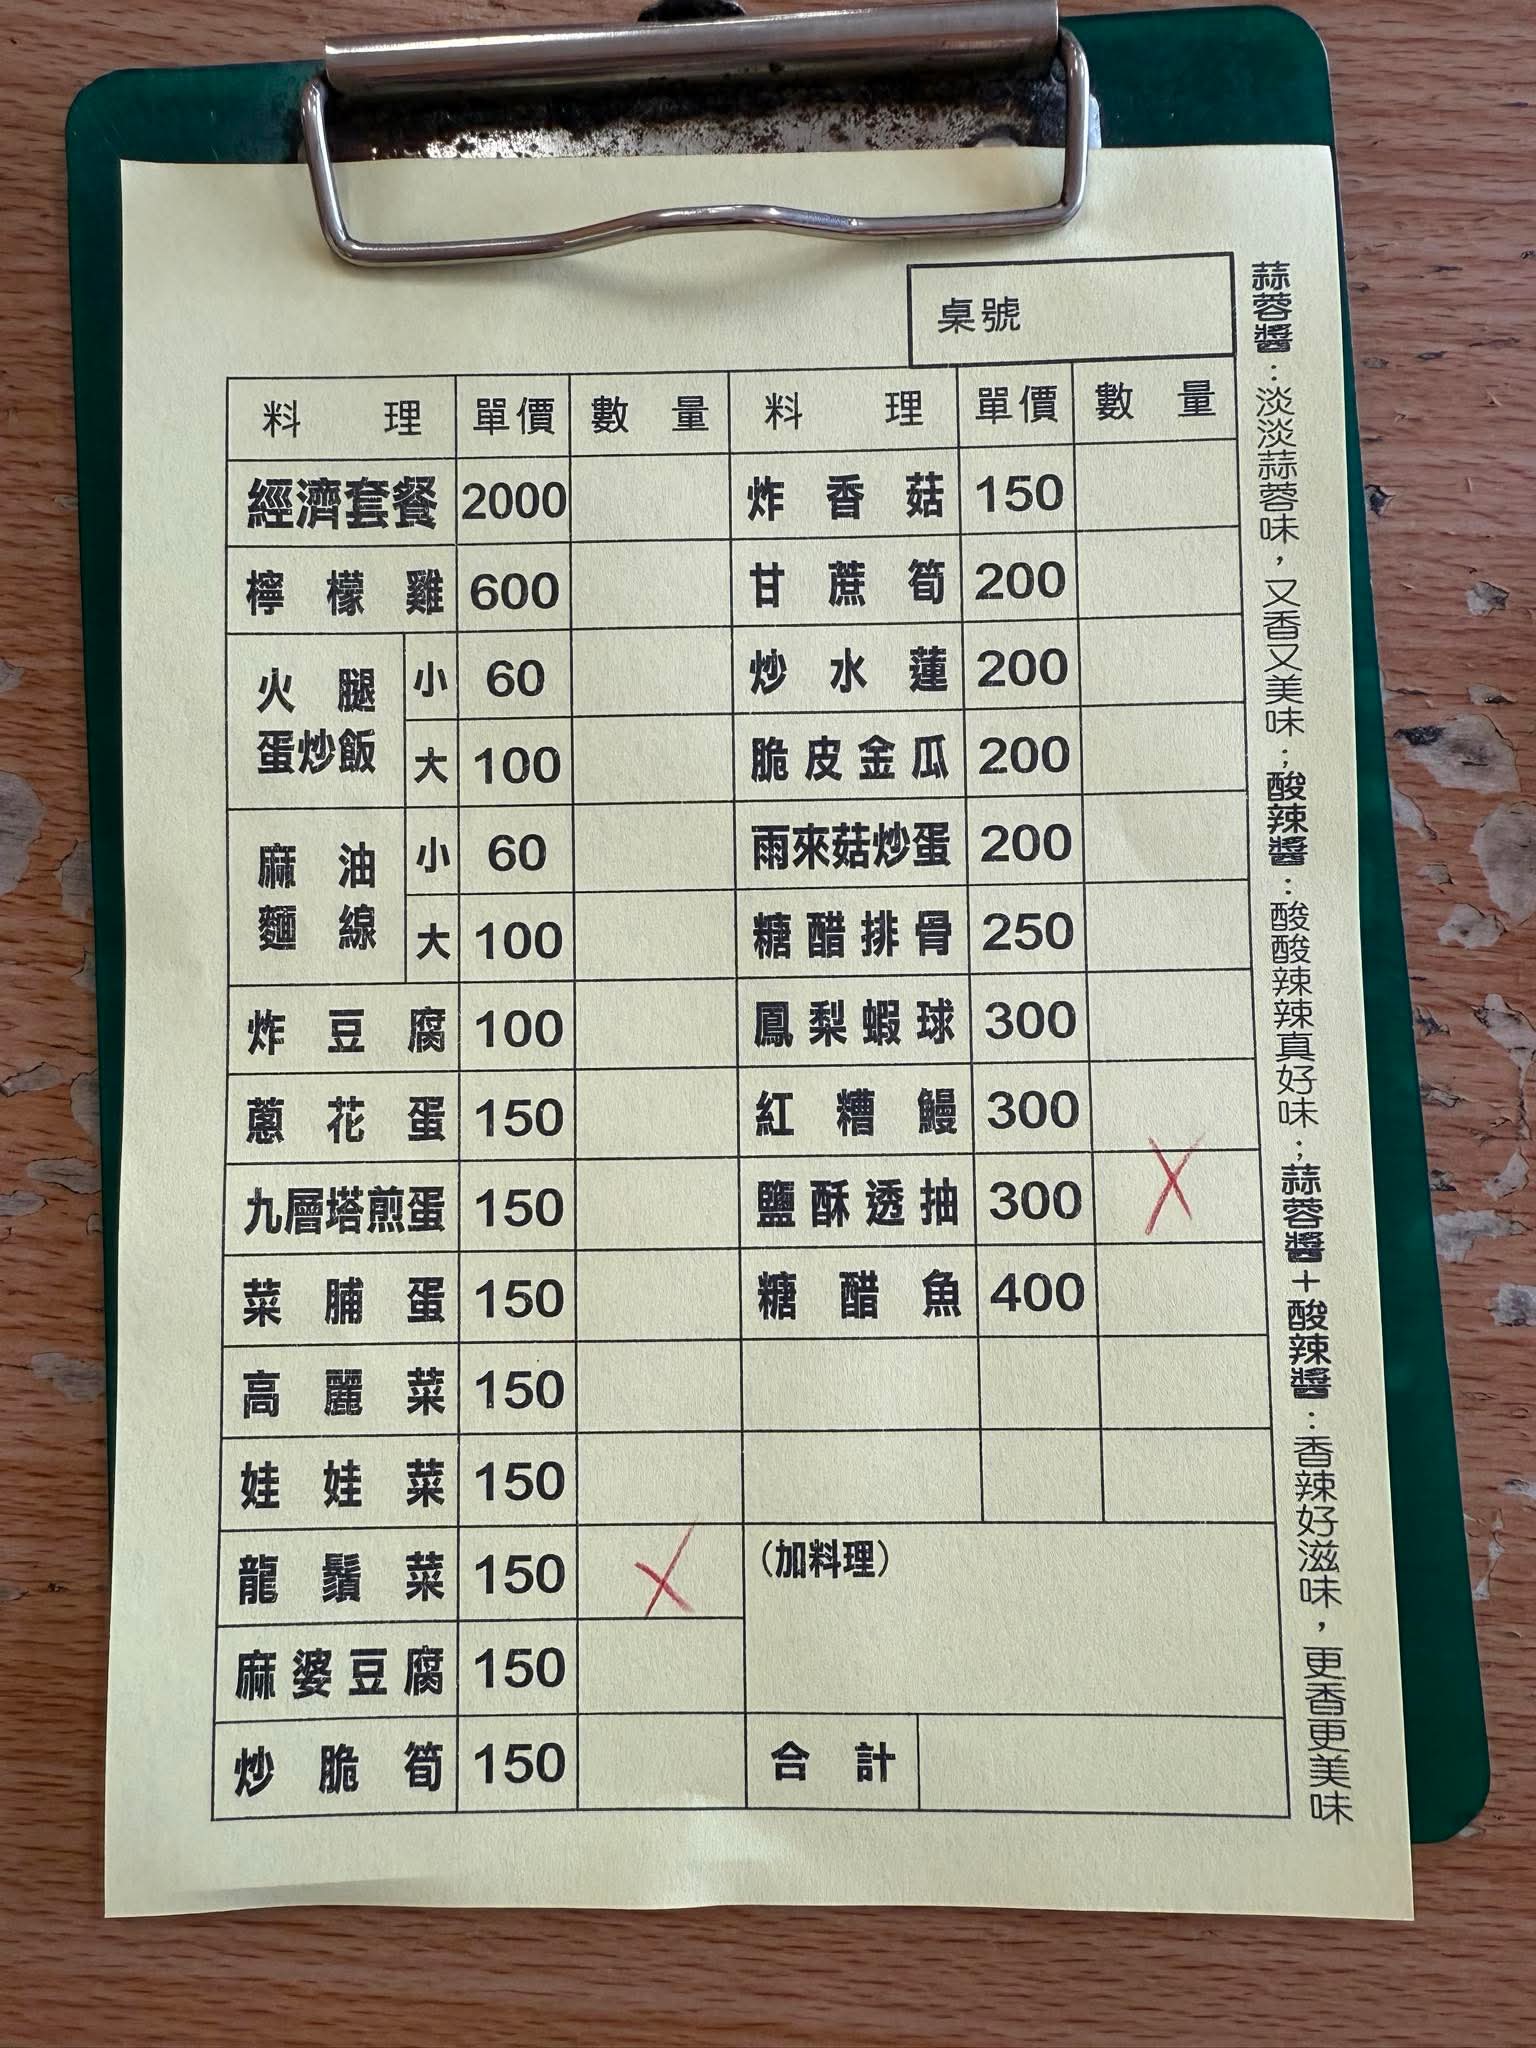 桌號
料理 單價 數量 料理 單價 數量
經濟套餐 2000 炸香菇 150
檸檬雞 600 甘蔗筍 200
火腿蛋炒飯 小 60 炒水蓮 200
大 100 脆皮金瓜 200
麻油麵線 小 60 雨來菇炒蛋 200
大 100 糖醋排骨 250
炸豆腐 100 鳳梨蝦球 300
蔥花蛋 150 紅糟鰻 300
九層塔煎蛋 150 鹽酥透抽 300 X
菜脯蛋 150 糖醋魚 400
高麗菜 150
娃娃菜 150
龍鬚菜 150 X (加料理)
麻婆豆腐 150
炒脆筍 150 合計
蒜蓉醬：淡淡蒜蓉味，又香又美味；酸辣醬：酸酸辣辣真好味；蒜蓉醬＋酸辣醬：香辣好滋味，更香更美味